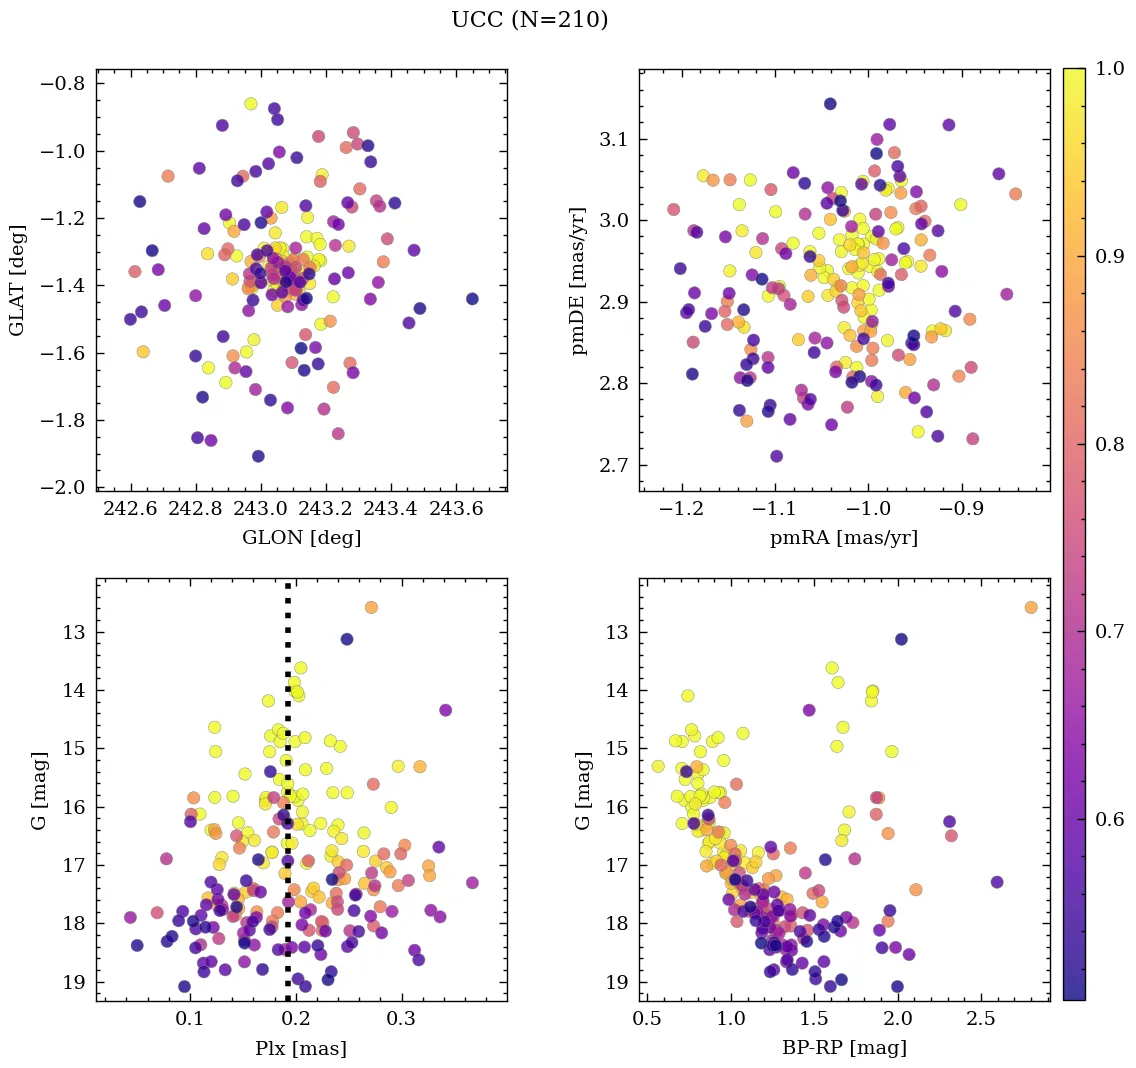 UCC (N=210)
−0.8
−1.0
−1.2
−1.4
−1.6
−1.8
−2.0
GLAT [deg]
242.6 242.8 243.0 243.2 243.4 243.6
GLON [deg]
3.1
3.0
2.9
2.8
2.7
pmDE [mas/yr]
−1.2 −1.1 −1.0 −0.9
pmRA [mas/yr]
1.0
0.9
0.8
0.7
0.6
13
14
15
16
17
18
19
G [mag]
0.1 0.2 0.3
Plx [mas]
13
14
15
16
17
18
19
G [mag]
0.5 1.0 1.5 2.0 2.5
BP-RP [mag]